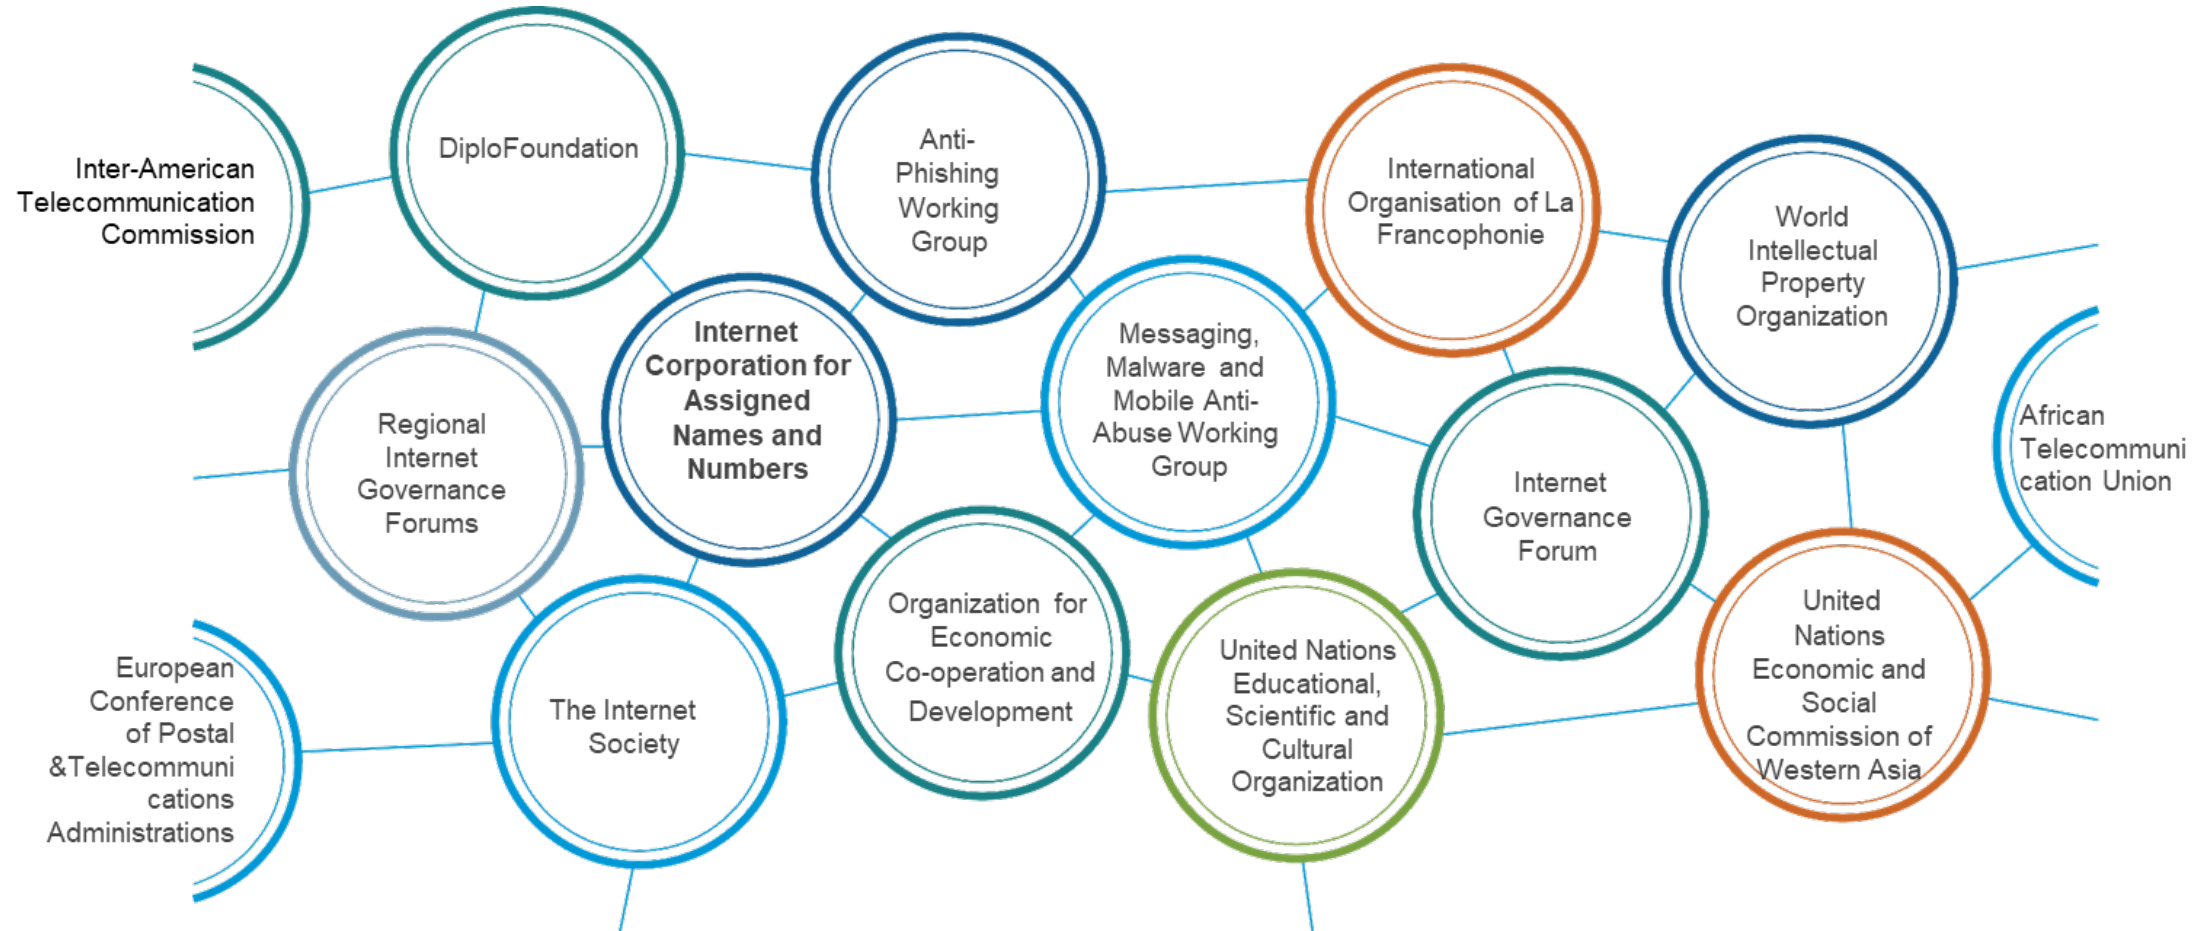 Inter-American
Telecommunication
Commission
DiploFoundation
Anti-
Phishing
Working
Group
International
Organisation of La
Francophonie
World
Intellectual
Property
Organization
Regional
Internet
Governance
Forums
Internet
Corporation for
Assigned
Names and
Numbers
Messaging,
Malware and
Mobile Anti-
Abuse Working
Group
Internet
Governance
Forum
African
Telecommuni
cation Union
European
Conference
of Postal
&Telecommuni
cations
Administrations
The Internet
Society
Organization for
Economic
Co-operation and
Development
United Nations
Educational,
Scientific and
Cultural
Organization
United
Nations
Economic and
Social
Commission of
Western Asia